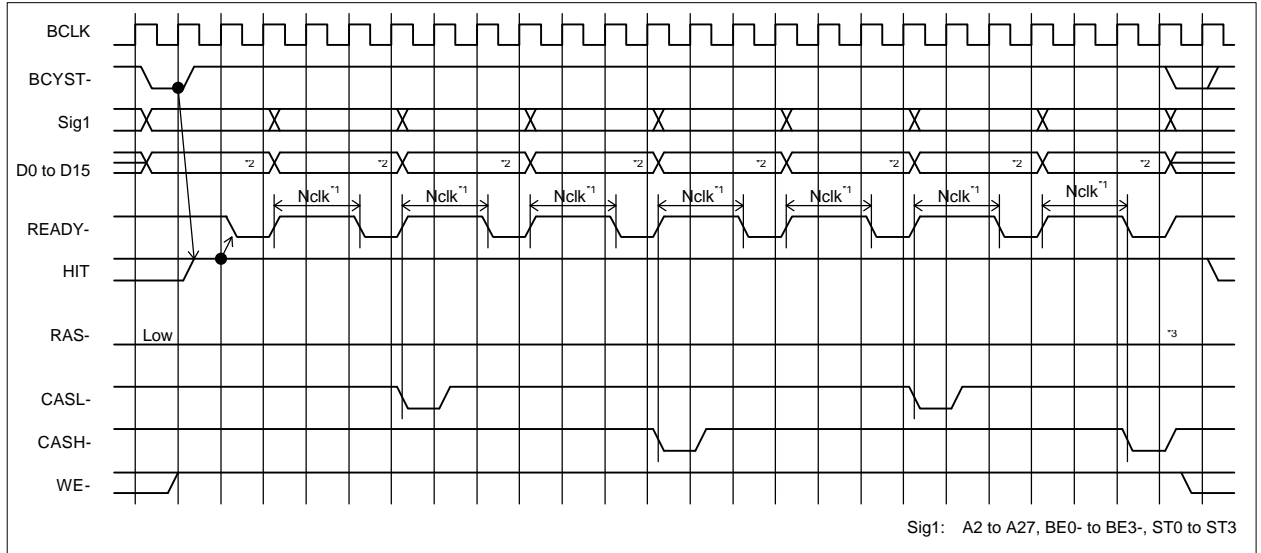 BCLK
BCYST-
Sig1
D0 to D15 *2 *2 *2 *2 *2 *2 *2 *2
Nclk*1 Nclk*1 Nclk*1 Nclk*1 Nclk*1 Nclk*1 Nclk*1
READY-
HIT
RAS- Low *3
CASL-
CASH-
WE-
Sig1: A2 to A27, BE0- to BE3-, ST0 to ST3